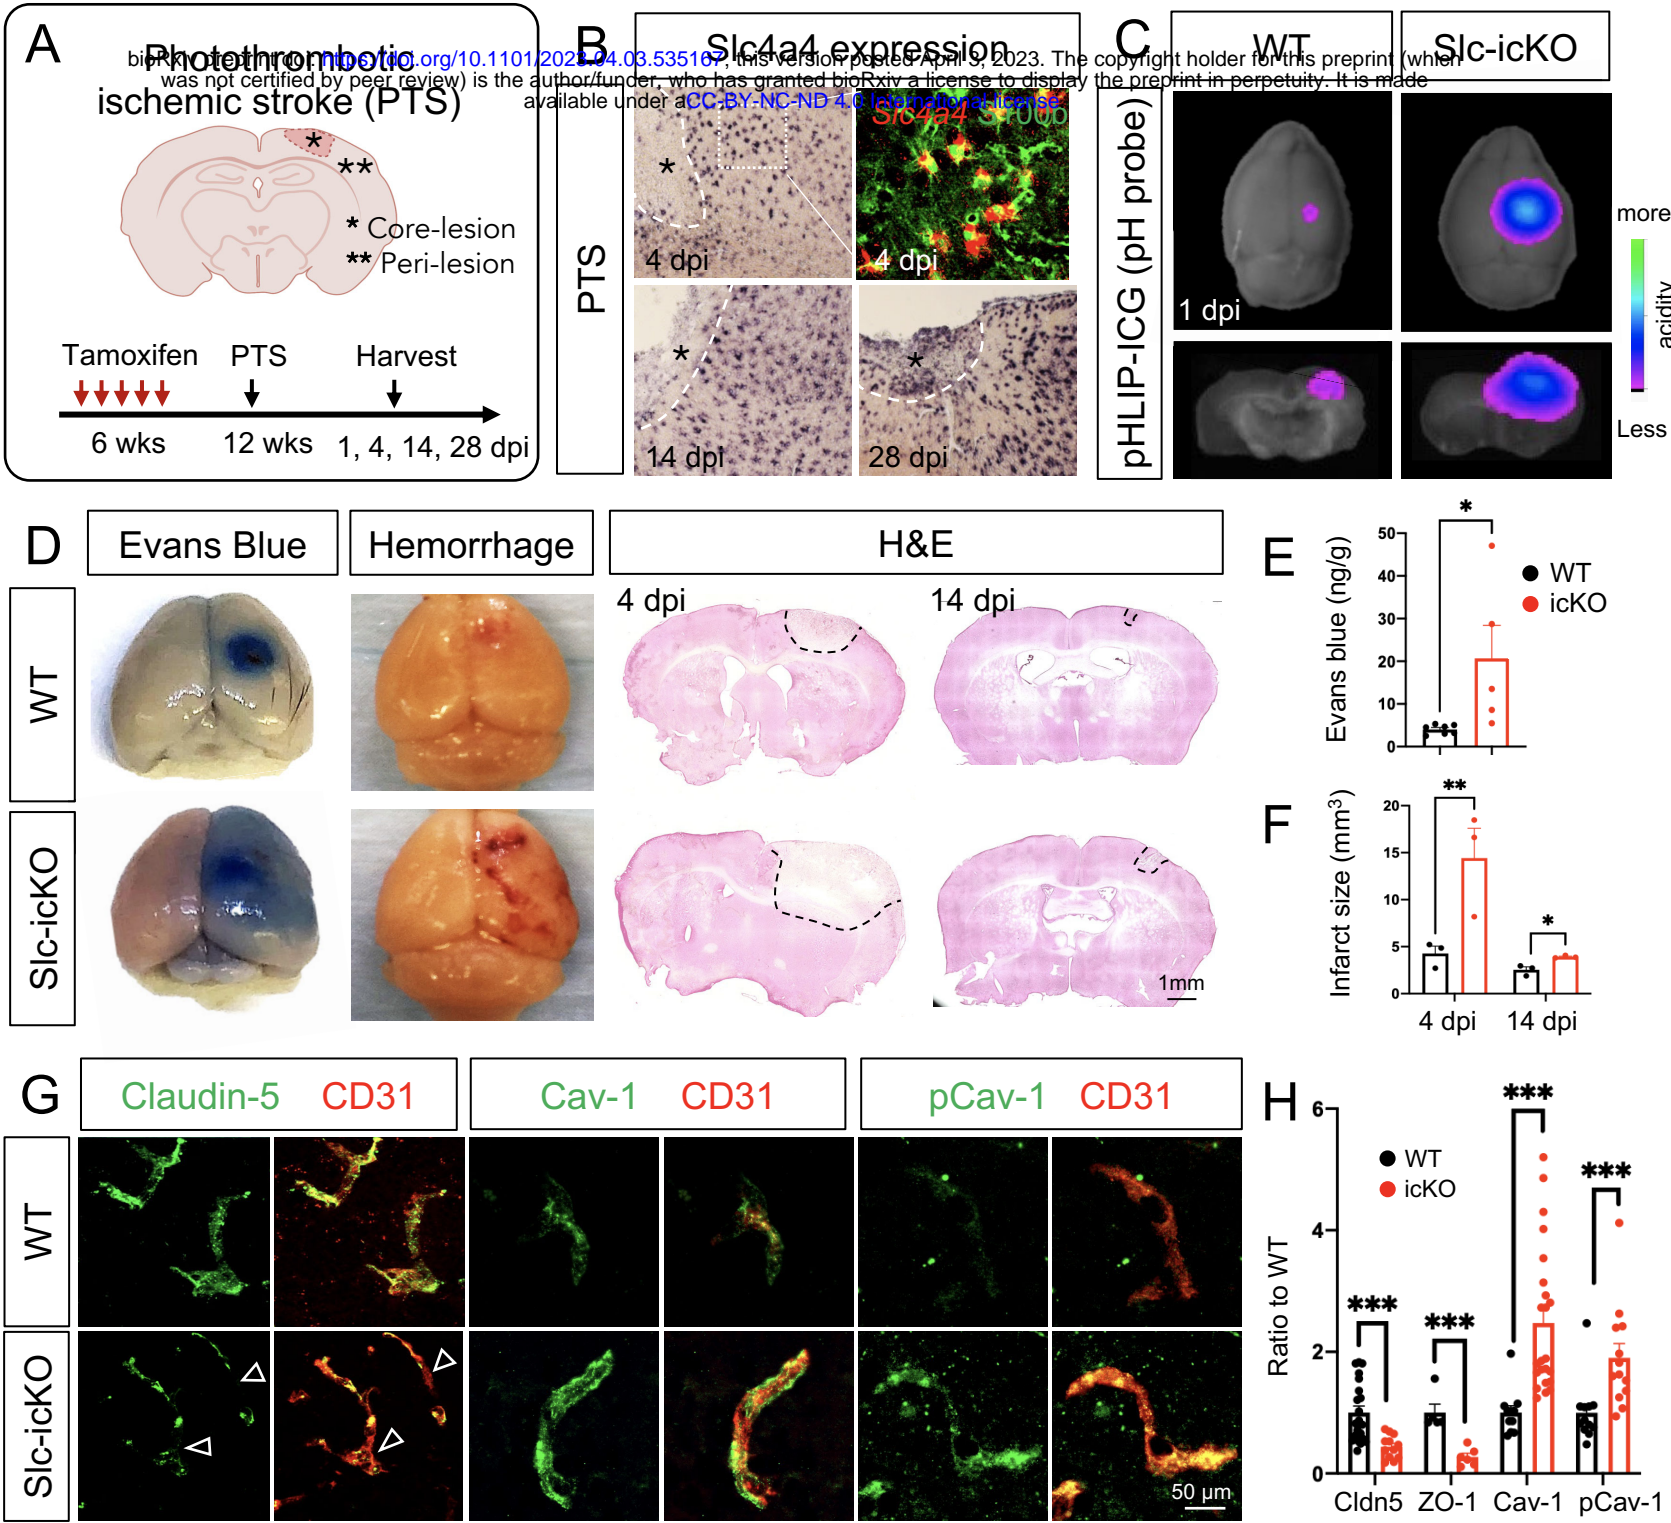 A
Photothrombotic
ischemic stroke (PTS)
bioRxiv preprint doi: https://doi.org/10.1101/2023.04.03.535167; this version posted April 3, 2023. The copyright holder for this preprint (which
was not certified by peer review) is the author/funder, who has granted bioRxiv a license to display the preprint in perpetuity. It is made
available under aCC-BY-NC-ND 4.0 International license.
*
**
* Core-lesion
** Peri-lesion
Tamoxifen PTS Harvest
6 wks 12 wks 1, 4, 14, 28 dpi
B
Slc4a4 expression
PTS
Slc4a4 S100b
*
4 dpi
4 dpi
*
14 dpi
*
28 dpi
C
WT
Slc-icKO
pHLIP-ICG (pH probe)
1 dpi
more
acidity
Less
D
Evans Blue
Hemorrhage
H&E
WT
Slc-icKO
4 dpi
14 dpi
1mm
E
Evans blue (ng/g)
50
40
30
20
10
0
*
WT
icKO
F
Infarct size (mm3)
20
15
10
5
0
**
*
4 dpi 14 dpi
G
Claudin-5 CD31
Cav-1 CD31
pCav-1 CD31
WT
Slc-icKO
50 µm
H
Ratio to WT
6
4
2
0
WT
icKO
***
***
***
***
Cldn5 ZO-1 Cav-1 pCav-1